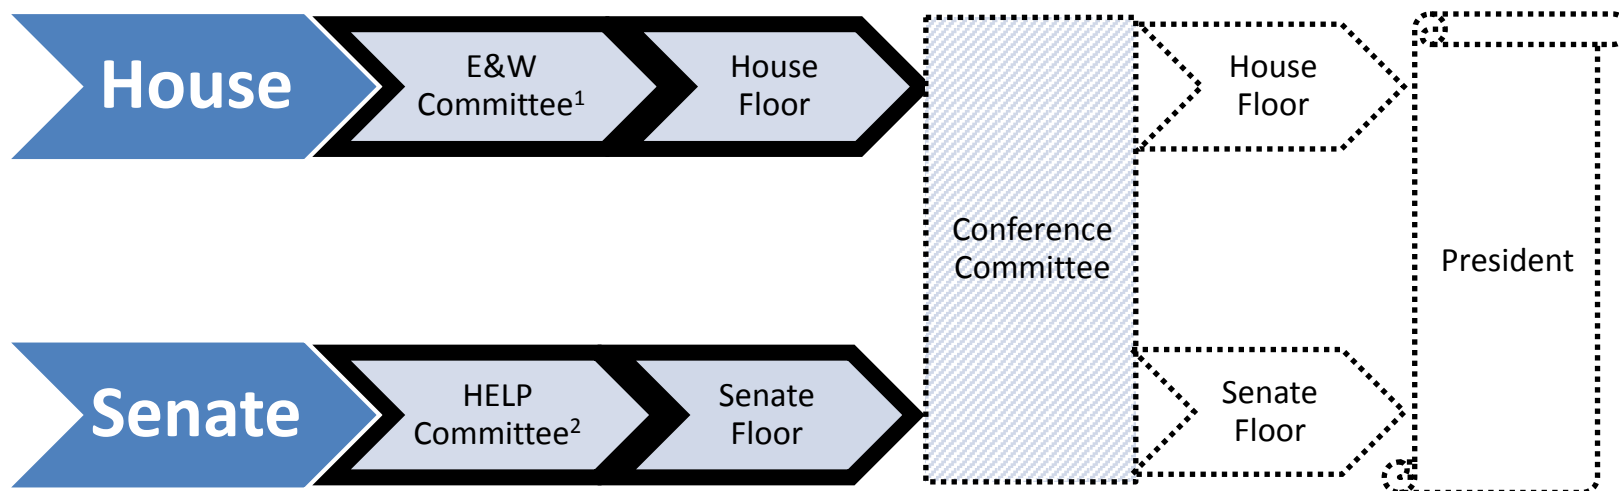 House
E&W
Committee¹
House
Floor
House
Floor
Conference
Committee
President
Senate
HELP
Committee²
Senate
Floor
Senate
Floor